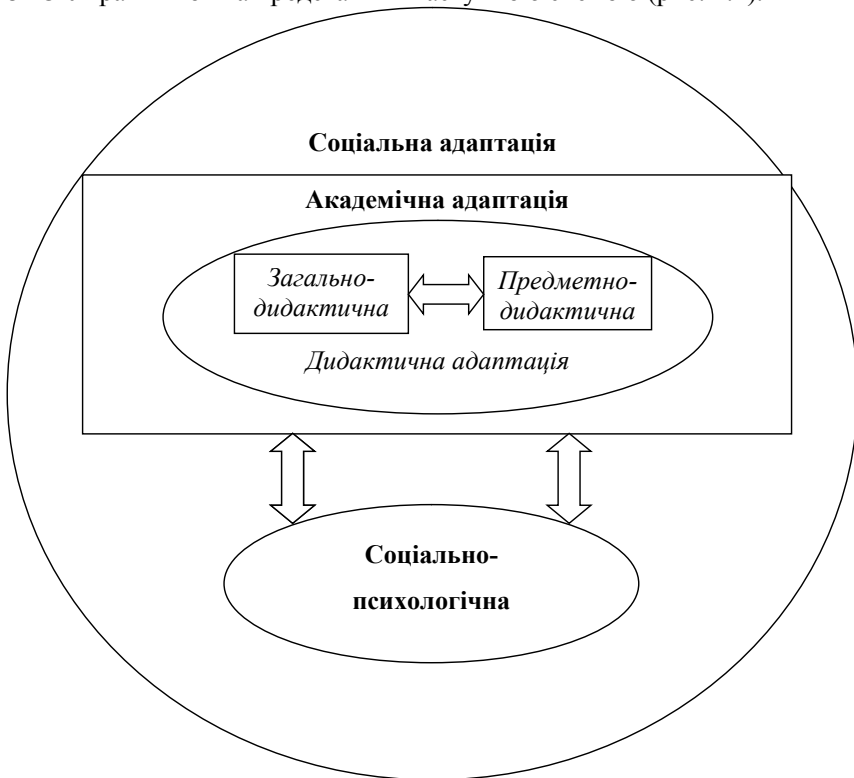 Соціальна адаптація
Академічна адаптація
Загально-
дидактична
Предметно-
дидактична
Дидактична адаптація
Соціально-
психологічна